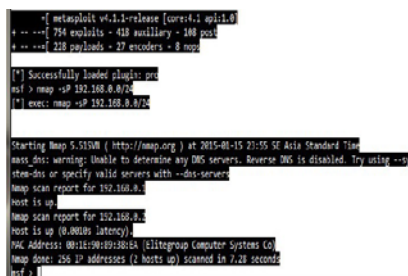 =[ metasploit v4.1.1-release [core:4.1 api:1.0]
+ -- --=[ 754 exploits - 418 auxiliary - 108 post
+ -- --=[ 228 payloads - 27 encoders - 8 nops
[*] Successfully loaded plugin: pro
msf > nmap -sP 192.168.0.0/24
[*] exec: nmap -sP 192.168.0.0/24
Starting Nmap 5.51SVN ( http://nmap.org ) at 2015-01-15 23:55 SE Asia Standard Time
mass_dns: warning: Unable to determine any DNS servers. Reverse DNS is disabled. Try using --sy
stem-dns or specify valid servers with --dns-servers
Nmap scan report for 192.168.0.1
Host is up.
Nmap scan report for 192.168.0.
Host is up (0.0010s latency).
MAC Address: 00:1E:90:89:38:EA (Elitegroup Computer Systems Co)
Nmap done: 256 IP addresses (2 hosts up) scanned in 7.28 seconds
msf >